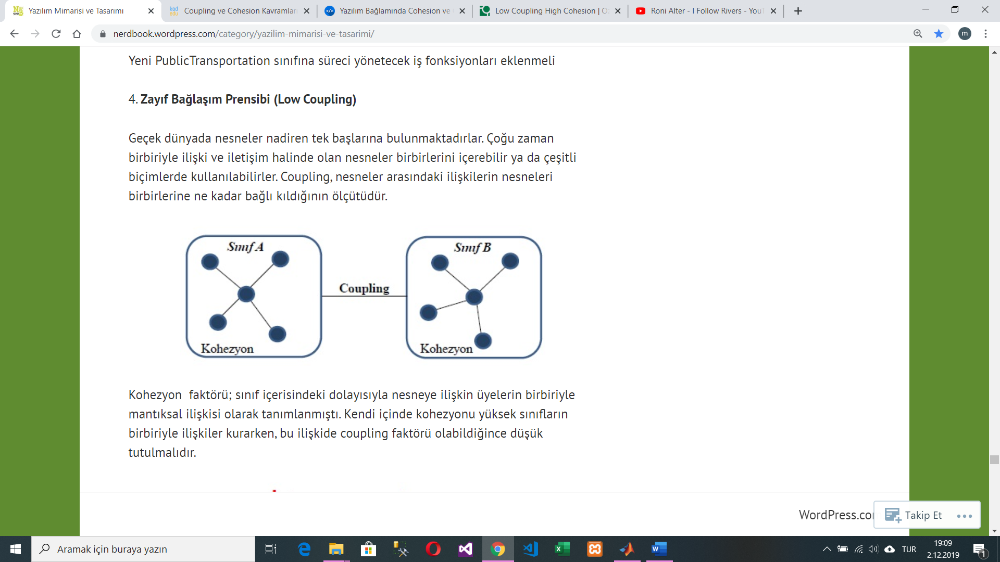 Yazılım Mimarisi ve Tasarımı
kod edu
Coupling ve Cohesion Kavramları
Yazılım Bağlamında Cohesion ve
Low Coupling High Cohesion | O
Roni Alter - I Follow Rivers - YouT
nerdbook.wordpress.com/category/yazilim-mimarisi-ve-tasarimi/
m
Yeni PublicTransportation sınıfına süreci yönetecek iş fonksiyonları eklenmeli
4. Zayıf Bağlaşım Prensibi (Low Coupling)
Geçek dünyada nesneler nadiren tek başlarına bulunmaktadırlar. Çoğu zaman
birbiriyle ilişki ve iletişim halinde olan nesneler birbirlerini içerebilir ya da çeşitli
biçimlerde kullanılabilirler. Coupling, nesneler arasındaki ilişkilerin nesneleri
birbirlerine ne kadar bağlı kıldığının ölçütüdür.
Sınıf A
Sınıf B
Coupling
Kohezyon
Kohezyon
Kohezyon  faktörü; sınıf içerisindeki dolayısıyla nesneye ilişkin üyelerin birbiriyle
mantıksal ilişkisi olarak tanımlanmıştı. Kendi içinde kohezyonu yüksek sınıfların
birbiriyle ilişkiler kurarken, bu ilişkide coupling faktörü olabildiğince düşük
tutulmalıdır.
WordPress.com
Takip Et
Aramak için buraya yazın
TUR
19:09
2.12.2019
1